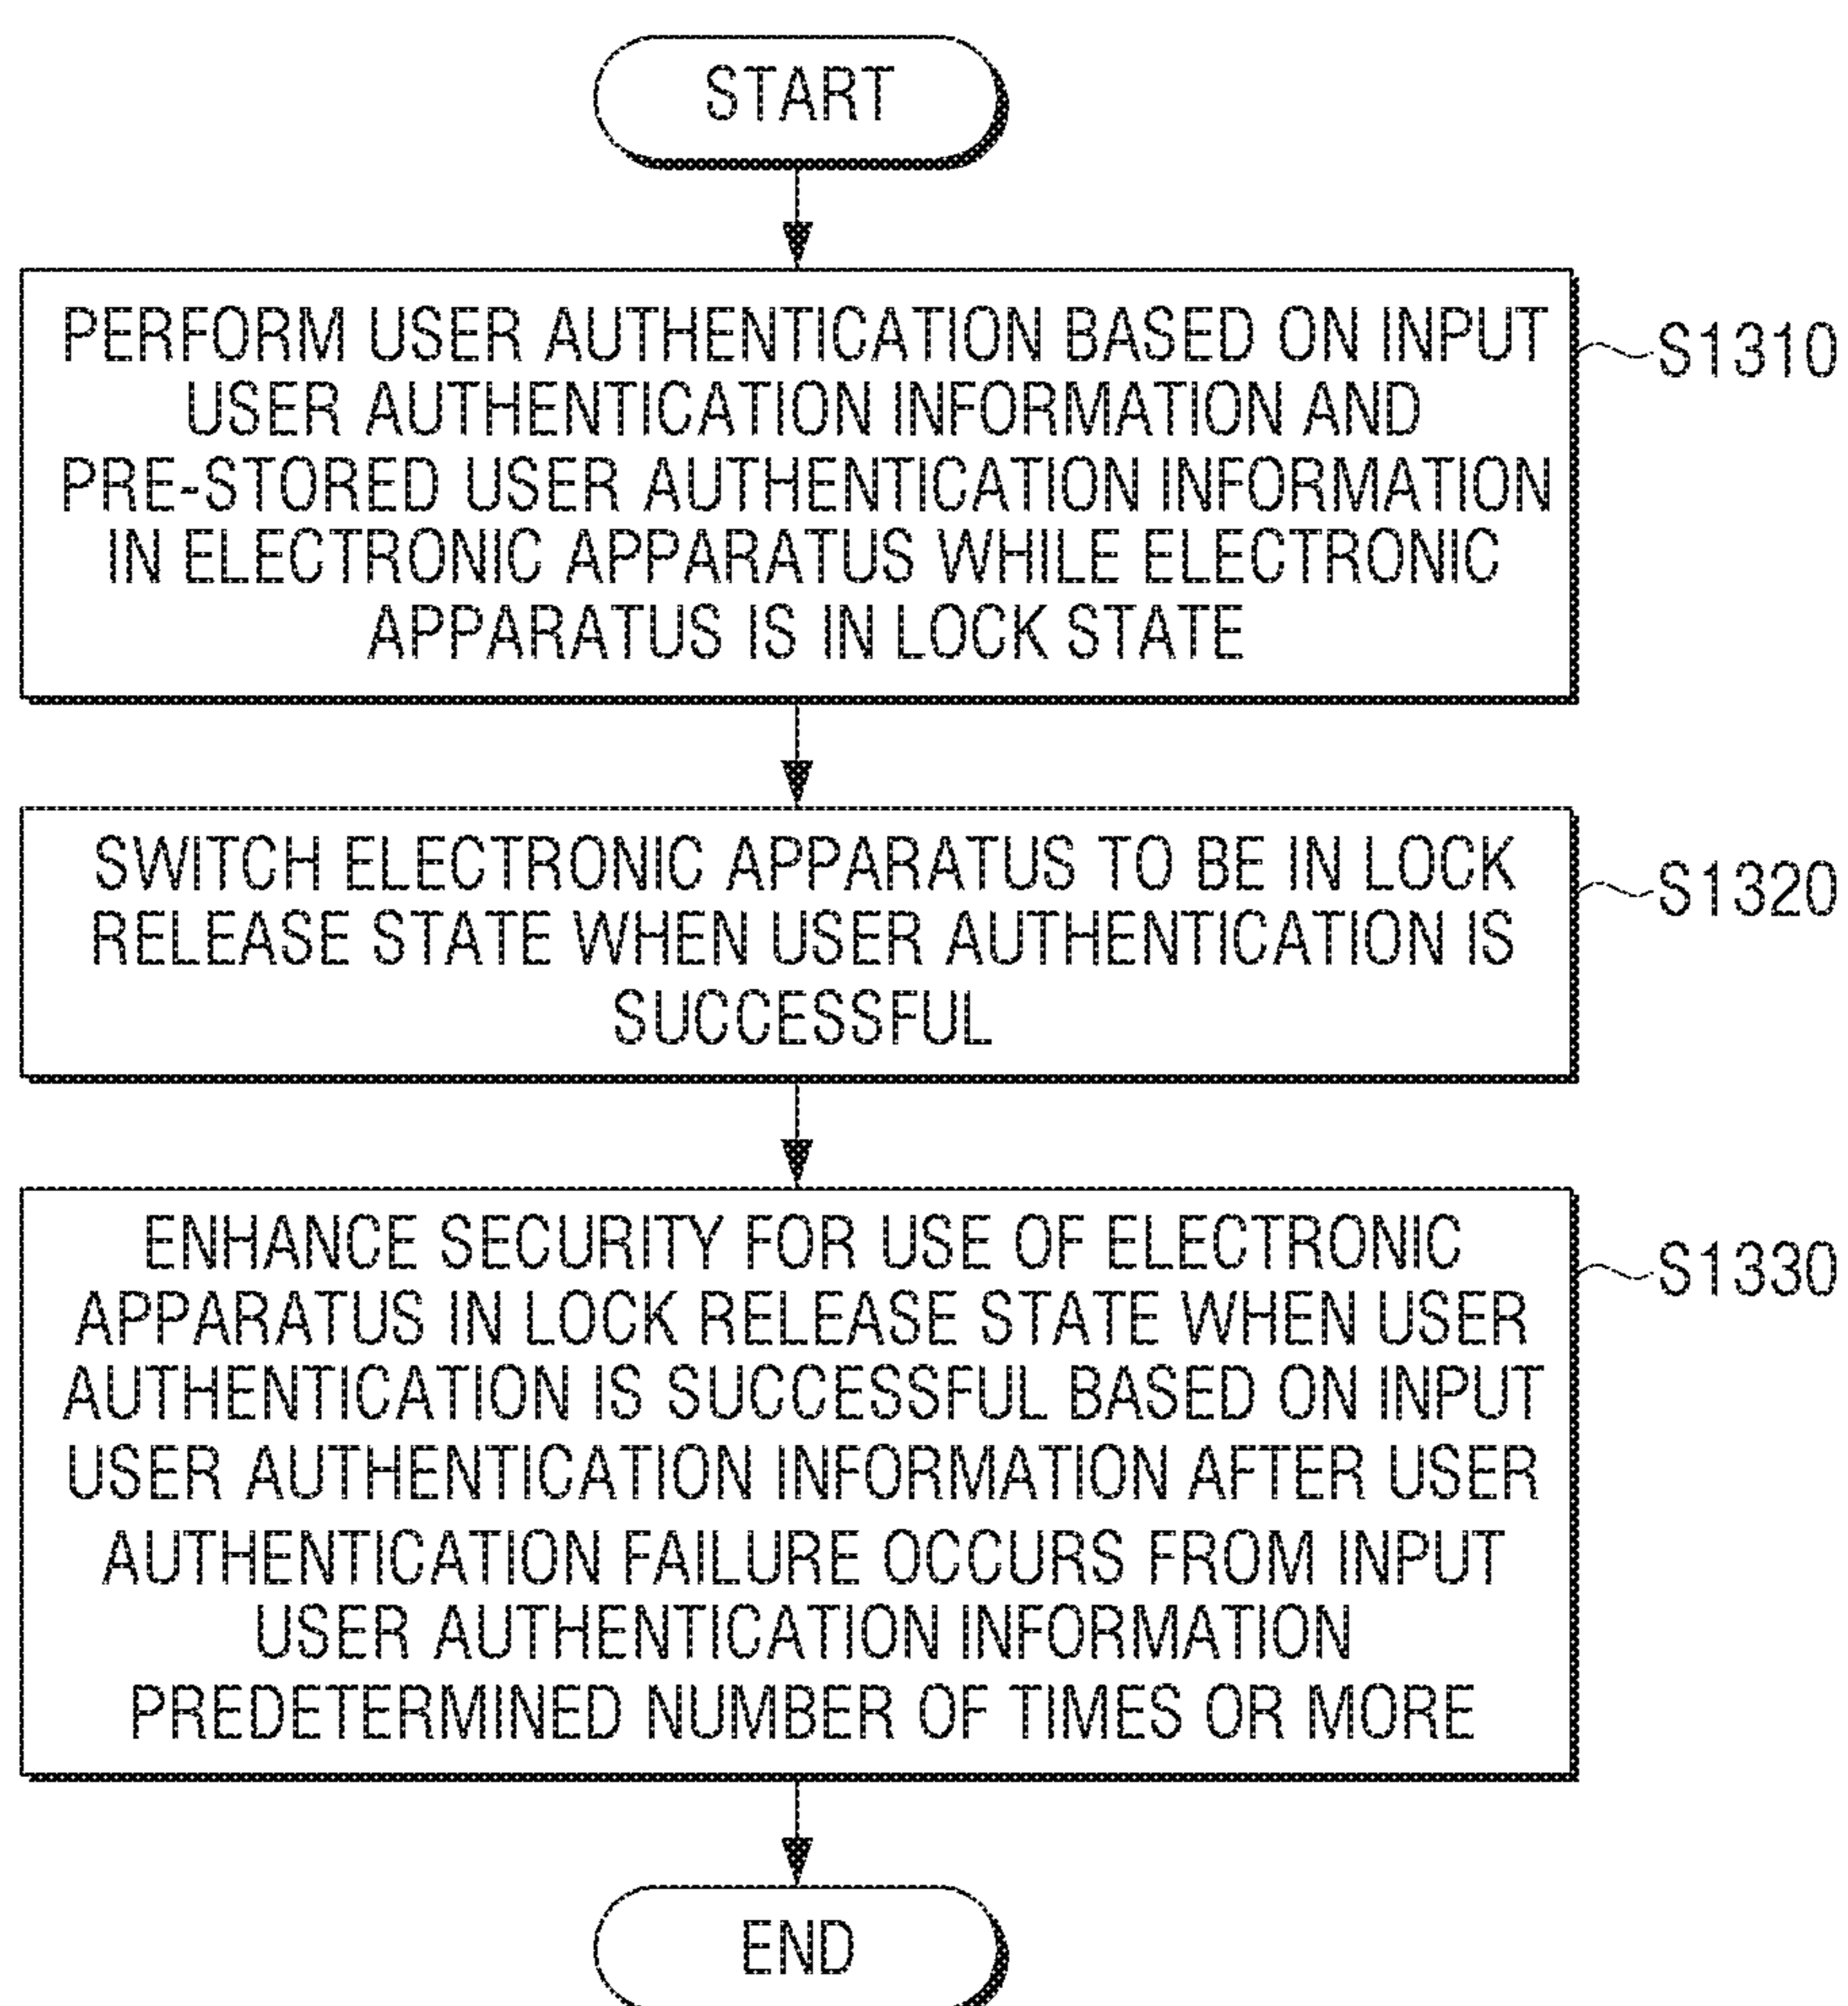 START
PERFORM USER AUTHENTICATION BASED ON INPUT
USER AUTHENTICATION INFORMATION AND
PRE-STORED USER AUTHENTICATION INFORMATION
IN ELECTRONIC APPARATUS WHILE ELECTRONIC
APPARATUS IS IN LOCK STATE
S1310
SWITCH ELECTRONIC APPARATUS TO BE IN LOCK
RELEASE STATE WHEN USER AUTHENTICATION IS
SUCCESSFUL
S1320
ENHANCE SECURITY FOR USE OF ELECTRONIC
APPARATUS IN LOCK RELEASE STATE WHEN USER
AUTHENTICATION IS SUCCESSFUL BASED ON INPUT
USER AUTHENTICATION INFORMATION AFTER USER
AUTHENTICATION FAILURE OCCURS FROM INPUT
USER AUTHENTICATION INFORMATION
PREDETERMINED NUMBER OF TIMES OR MORE
S1330
END